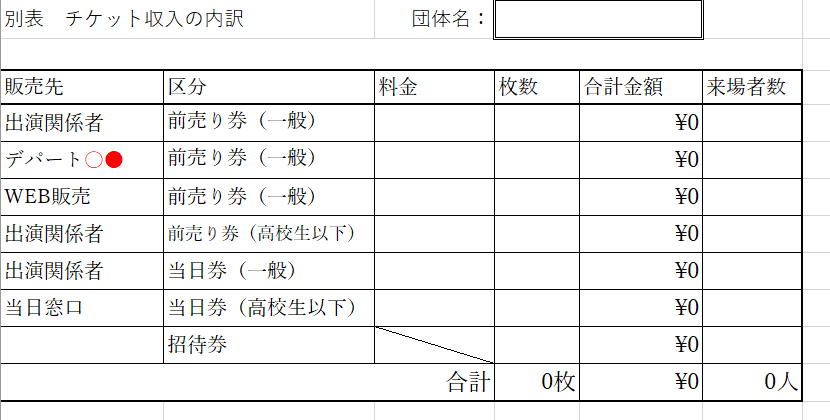 別表　チケット収入の内訳 団体名：
販売先 区分 料金 枚数 合計金額 来場者数
出演関係者 前売り券（一般） ¥0
デパート○● 前売り券（一般） ¥0
WEB販売 前売り券（一般） ¥0
出演関係者 前売り券（高校生以下） ¥0
出演関係者 当日券（一般） ¥0
当日窓口 当日券（高校生以下） ¥0
招待券 ¥0
合計 0枚 ¥0 0人